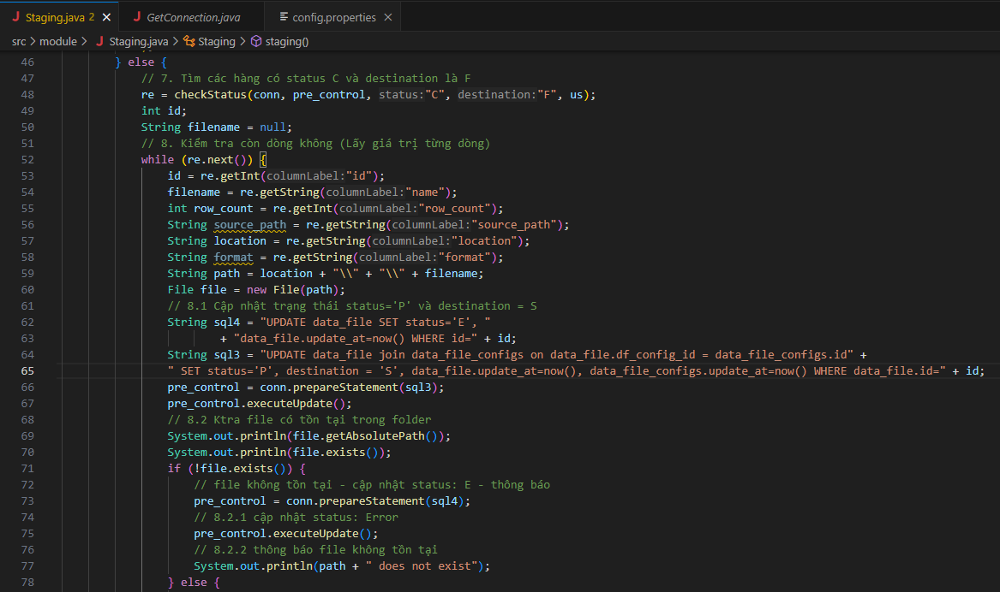 Staging.java 2 GetConnection.java config.properties
src > module > Staging.java > Staging > staging()
46 } else {
47 // 7. Tìm các hàng có status C và destination là F
48 re = checkStatus(conn, pre_control, status:"C", destination:"F", us);
49 int id;
50 String filename = null;
51 // 8. Kiểm tra còn dòng không (Lấy giá trị từng dòng)
52 while (re.next()) {
53 id = re.getInt(columnLabel:"id");
54 filename = re.getString(columnLabel:"name");
55 int row_count = re.getInt(columnLabel:"row_count");
56 String source_path = re.getString(columnLabel:"source_path");
57 String location = re.getString(columnLabel:"location");
58 String format = re.getString(columnLabel:"format");
59 String path = location + "\\" + "\\" + filename;
60 File file = new File(path);
61 // 8.1 Cập nhật trạng thái status='P' và destination = S
62 String sql4 = "UPDATE data_file SET status='E', "
63 + "data_file.update_at=now() WHERE id=" + id;
64 String sql3 = "UPDATE data_file join data_file_configs on data_file.df_config_id = data_file_configs.id" +
65 " SET status='P', destination = 'S', data_file.update_at=now(), data_file_configs.update_at=now() WHERE data_file.id=" + id;
66 pre_control = conn.prepareStatement(sql3);
67 pre_control.executeUpdate();
68 // 8.2 Ktra file có tồn tại trong folder
69 System.out.println(file.getAbsolutePath());
70 System.out.println(file.exists());
71 if (!file.exists()) {
72 // file không tồn tại - cập nhật status: E - thông báo
73 pre_control = conn.prepareStatement(sql4);
74 // 8.2.1 cập nhật status: Error
75 pre_control.executeUpdate();
76 // 8.2.2 thông báo file không tồn tại
77 System.out.println(path + " does not exist");
78 } else {